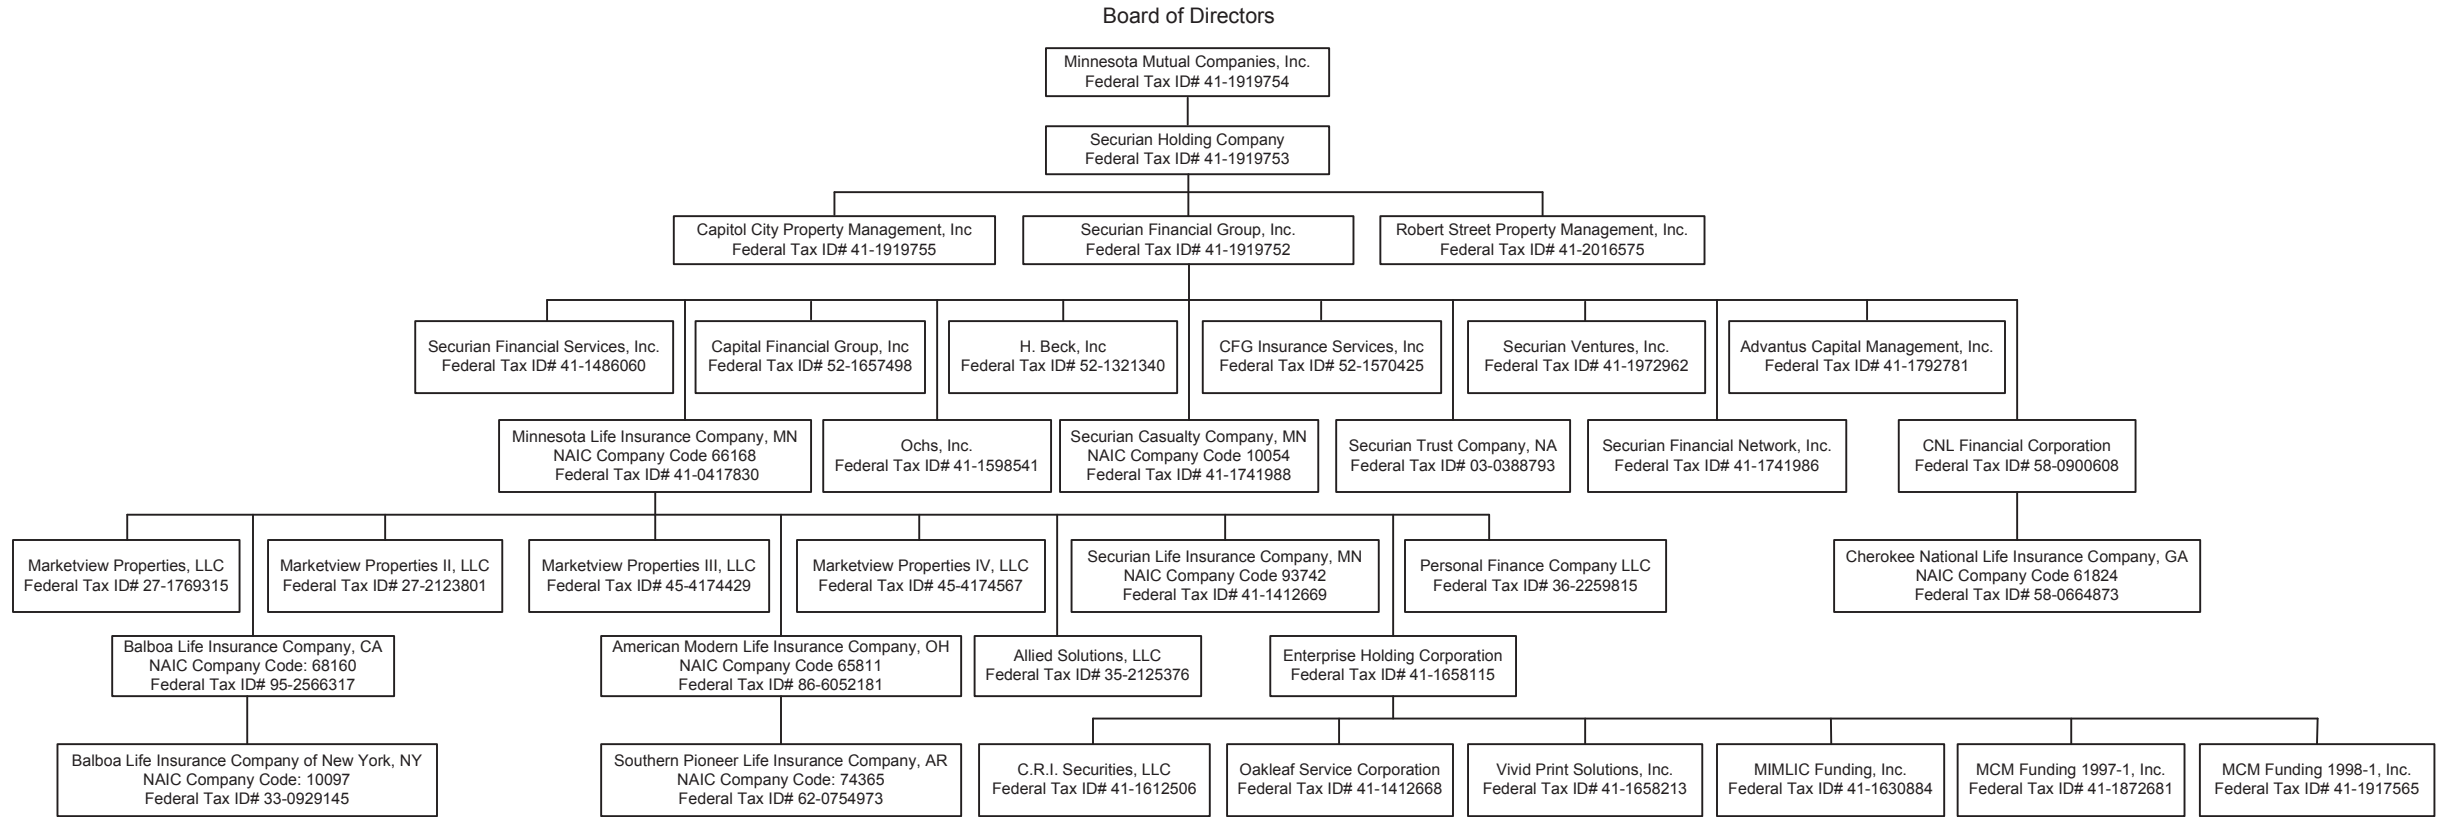 Board of Directors
Minnesota Mutual Companies, Inc.
Federal Tax ID# 41-1919754
Securian Holding Company
Federal Tax ID# 41-1919753
Capitol City Property Management, Inc
Federal Tax ID# 41-1919755
Securian Financial Group, Inc.
Federal Tax ID# 41-1919752
Robert Street Property Management, Inc.
Federal Tax ID# 41-2016575
Securian Financial Services, Inc.
Federal Tax ID# 41-1486060
Capital Financial Group, Inc
Federal Tax ID# 52-1657498
H. Beck, Inc
Federal Tax ID# 52-1321340
CFG Insurance Services, Inc
Federal Tax ID# 52-1570425
Securian Ventures, Inc.
Federal Tax ID# 41-1972962
Advantus Capital Management, Inc.
Federal Tax ID# 41-1792781
Minnesota Life Insurance Company, MN
NAIC Company Code 66168
Federal Tax ID# 41-0417830
Ochs, Inc.
Federal Tax ID# 41-1598541
Securian Casualty Company, MN
NAIC Company Code 10054
Federal Tax ID# 41-1741988
Securian Trust Company, NA
Federal Tax ID# 03-0388793
Securian Financial Network, Inc.
Federal Tax ID# 41-1741986
CNL Financial Corporation
Federal Tax ID# 58-0900608
Marketview Properties, LLC
Federal Tax ID# 27-1769315
Marketview Properties II, LLC
Federal Tax ID# 27-2123801
Marketview Properties III, LLC
Federal Tax ID# 45-4174429
Marketview Properties IV, LLC
Federal Tax ID# 45-4174567
Securian Life Insurance Company, MN
NAIC Company Code 93742
Federal Tax ID# 41-1412669
Personal Finance Company LLC
Federal Tax ID# 36-2259815
Cherokee National Life Insurance Company, GA
NAIC Company Code 61824
Federal Tax ID# 58-0664873
Balboa Life Insurance Company, CA
NAIC Company Code: 68160
Federal Tax ID# 95-2566317
American Modern Life Insurance Company, OH
NAIC Company Code 65811
Federal Tax ID# 86-6052181
Allied Solutions, LLC
Federal Tax ID# 35-2125376
Enterprise Holding Corporation
Federal Tax ID# 41-1658115
Balboa Life Insurance Company of New York, NY
NAIC Company Code: 10097
Federal Tax ID# 33-0929145
Southern Pioneer Life Insurance Company, AR
NAIC Company Code: 74365
Federal Tax ID# 62-0754973
C.R.I. Securities, LLC
Federal Tax ID# 41-1612506
Oakleaf Service Corporation
Federal Tax ID# 41-1412668
Vivid Print Solutions, Inc.
Federal Tax ID# 41-1658213
MIMLIC Funding, Inc.
Federal Tax ID# 41-1630884
MCM Funding 1997-1, Inc.
Federal Tax ID# 41-1872681
MCM Funding 1998-1, Inc.
Federal Tax ID# 41-1917565